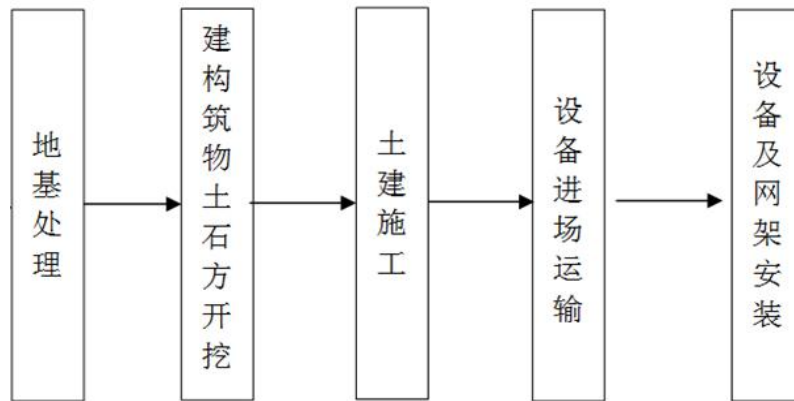 地基处理
建构筑物土石方开挖
土建施工
设备进场运输
设备及网架安装